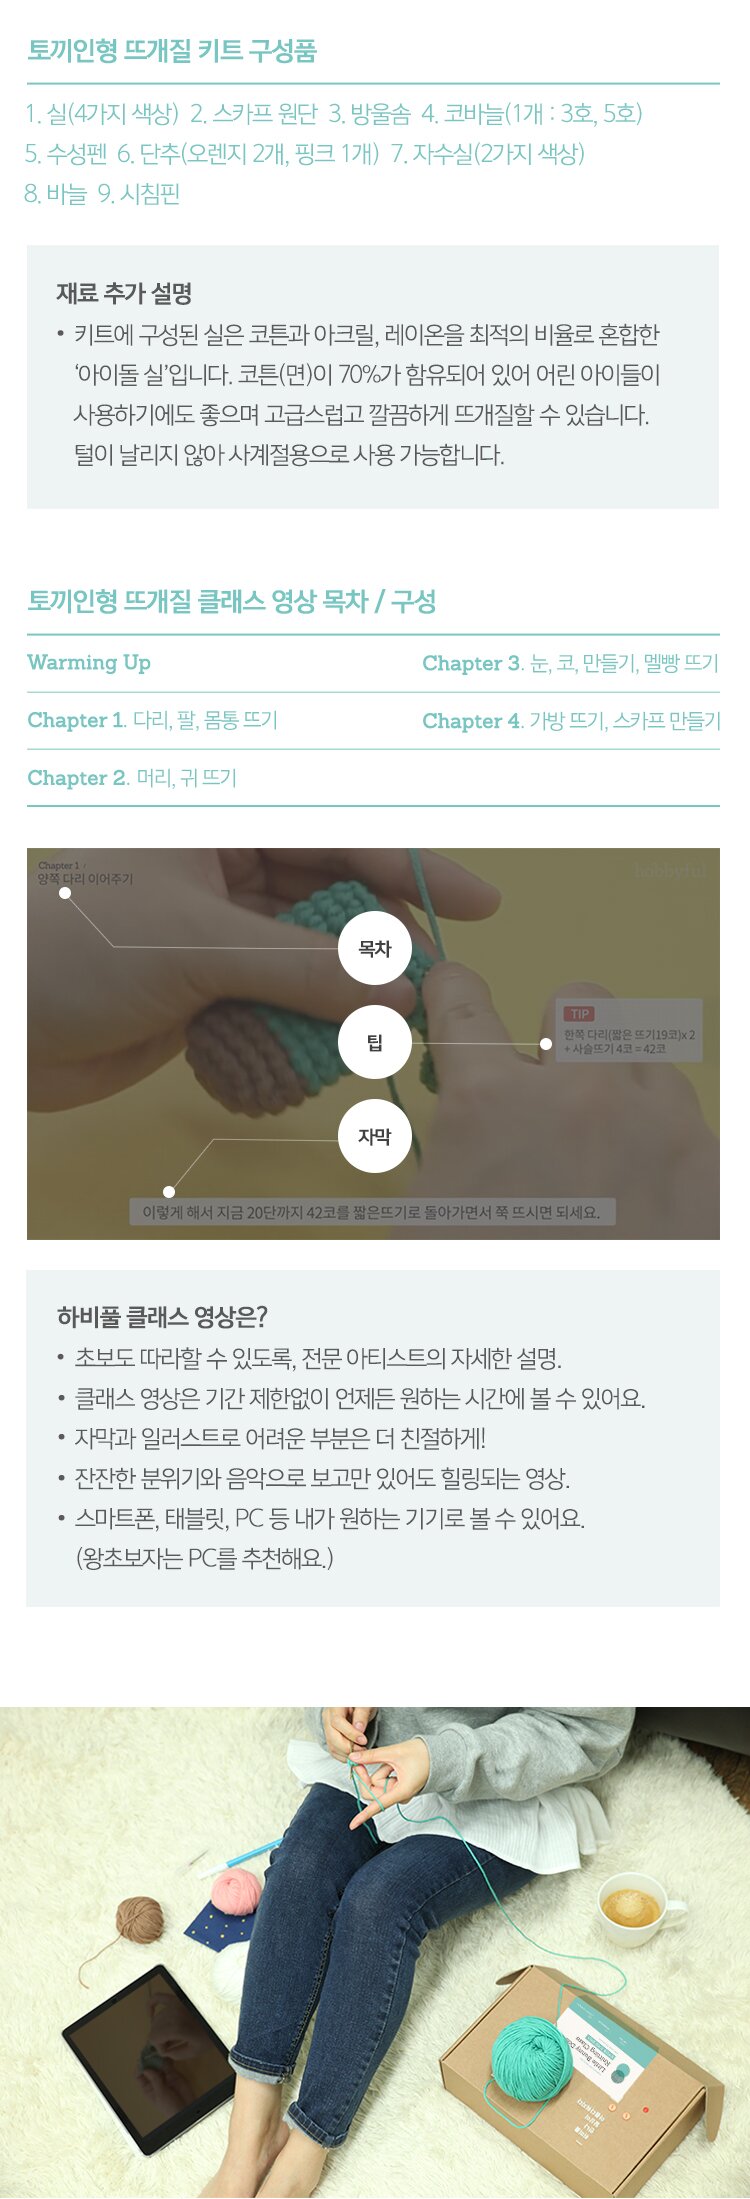 토끼인형 뜨개질 키트 구성품
1. 실(4가지 색상) 2. 스카프 원단 3. 방울솜 4. 코바늘(1개 : 3호, 5호)
5. 수성펜 6. 단추(오렌지 2개, 핑크 1개) 7. 자수실(2가지 색상)
8. 바늘 9. 시침핀
재료 추가 설명
• 키트에 구성된 실은 코튼과 아크릴, 레이온을 최적의 비율로 혼합한
‘아이돌 실’입니다. 코튼(면)이 70%가 함유되어 있어 어린 아이들이
사용하기에도 좋으며 고급스럽고 깔끔하게 뜨개질할 수 있습니다.
털이 날리지 않아 사계절용으로 사용 가능합니다.
토끼인형 뜨개질 클래스 영상 목차 / 구성
Warming Up
Chapter 1. 다리, 팔, 몸통 뜨기
Chapter 2. 머리, 귀 뜨기
Chapter 3. 눈, 코, 만들기, 멜빵 뜨기
Chapter 4. 가방 뜨기, 스카프 만들기
Chapter 1 /
양쪽 다리 이어주기
hobbyful
목차
팁
TIP
한쪽 다리(짧은 뜨기19코)x 2
+ 사슬뜨기 4코 = 42코
자막
이렇게 해서 지금 20단까지 42코를 짧은뜨기로 돌아가면서 쭉 뜨시면 되세요.
하비풀 클래스 영상은?
• 초보도 따라할 수 있도록, 전문 아티스트의 자세한 설명.
• 클래스 영상은 기간 제한없이 언제든 원하는 시간에 볼 수 있어요.
• 자막과 일러스트로 어려운 부분은 더 친절하게!
• 잔잔한 분위기와 음악으로 보고만 있어도 힐링되는 영상.
• 스마트폰, 태블릿, PC 등 내가 원하는 기기로 볼 수 있어요.
(왕초보자는 PC를 추천해요.)
Little Bunny Doll
Knitting Class